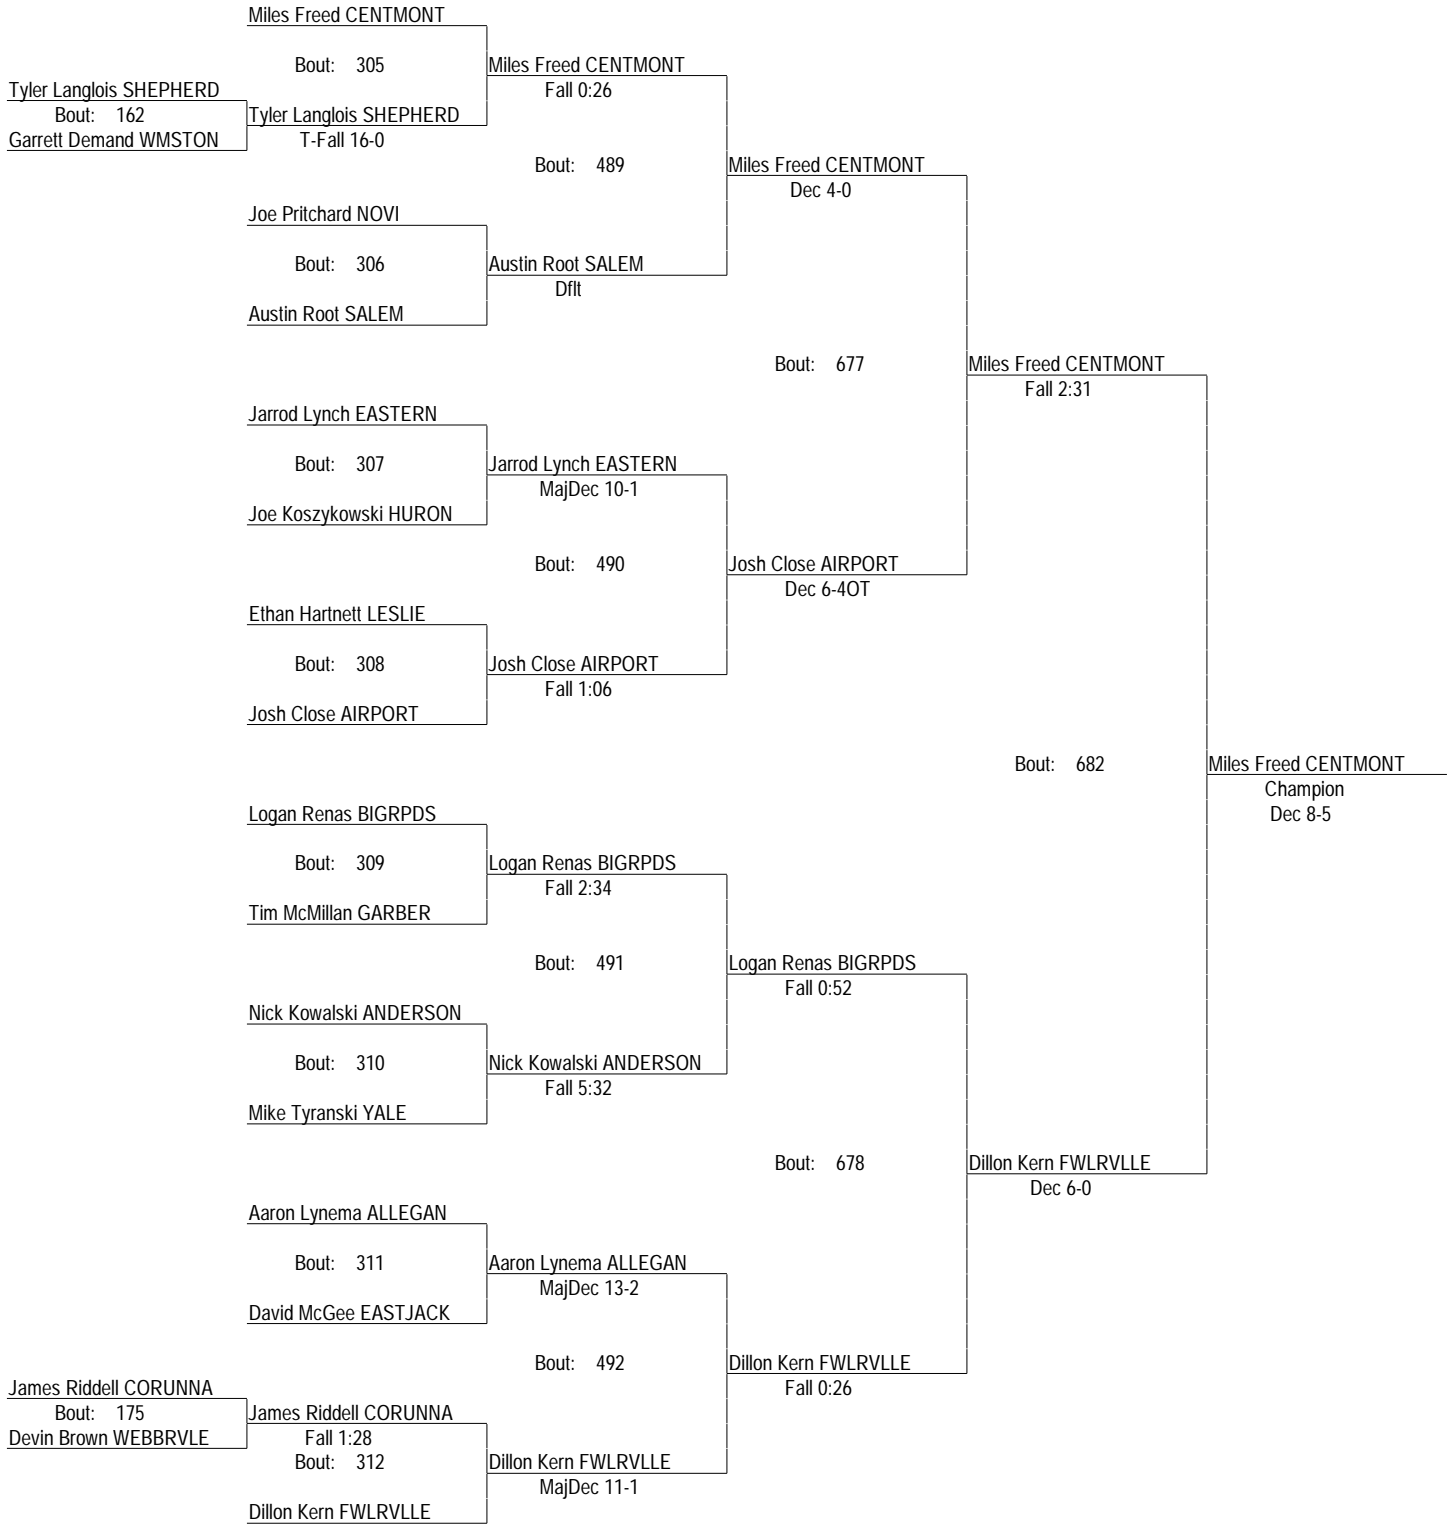 Miles Freed CENTMONT
Bout: 305
Miles Freed CENTMONT
Tyler Langlois SHEPHERD
Fall 0:26
Bout: 162
Tyler Langlois SHEPHERD
Garrett Demand WMSTON
T-Fall 16-0
Bout: 489
Miles Freed CENTMONT
Dec 4-0
Joe Pritchard NOVI
Bout: 306
Austin Root SALEM
Dflt
Austin Root SALEM
Bout: 677
Miles Freed CENTMONT
Fall 2:31
Jarrod Lynch EASTERN
Bout: 307
Jarrod Lynch EASTERN
MajDec 10-1
Joe Koszykowski HURON
Bout: 490
Josh Close AIRPORT
Dec 6-4OT
Ethan Hartnett LESLIE
Bout: 308
Josh Close AIRPORT
Fall 1:06
Josh Close AIRPORT
Bout: 682
Miles Freed CENTMONT
Champion
Dec 8-5
Logan Renas BIGRPDS
Bout: 309
Logan Renas BIGRPDS
Fall 2:34
Tim McMillan GARBER
Bout: 491
Logan Renas BIGRPDS
Fall 0:52
Nick Kowalski ANDERSON
Bout: 310
Nick Kowalski ANDERSON
Fall 5:32
Mike Tyranski YALE
Bout: 678
Dillon Kern FWLRVLLE
Dec 6-0
Aaron Lynema ALLEGAN
Bout: 311
Aaron Lynema ALLEGAN
MajDec 13-2
David McGee EASTJACK
Bout: 492
Dillon Kern FWLRVLLE
Fall 0:26
James Riddell CORUNNA
Bout: 175
James Riddell CORUNNA
Devin Brown WEBBRVLE
Fall 1:28
Bout: 312
Dillon Kern FWLRVLLE
MajDec 11-1
Dillon Kern FWLRVLLE